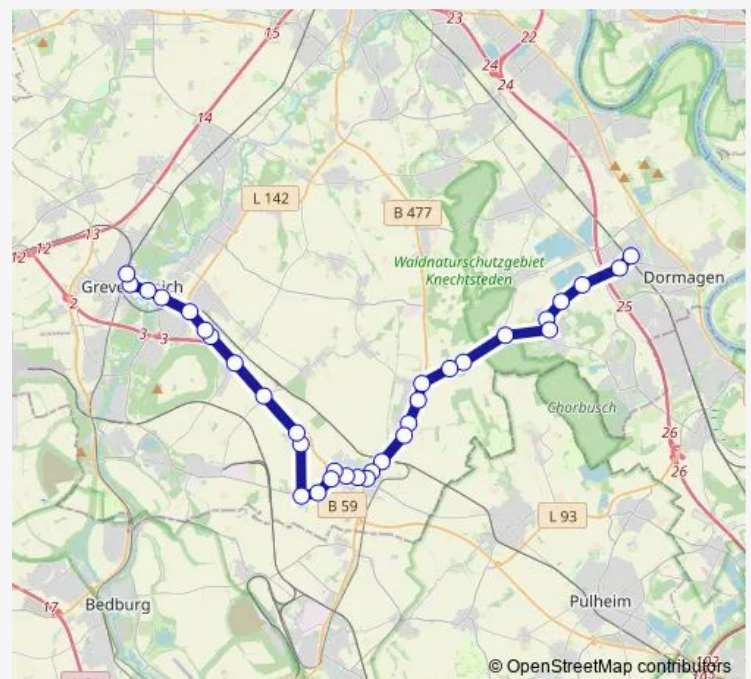 23
22
15
24
24
14
L 142
B 477
12
12
13
Waldnaturschutzgebiet
Knechtsteden
Dormagen
2
25
3
3
Chorbusch
26
26
B 59
L 93
Bedburg
17
Pulheim
© OpenStreetMap contributors